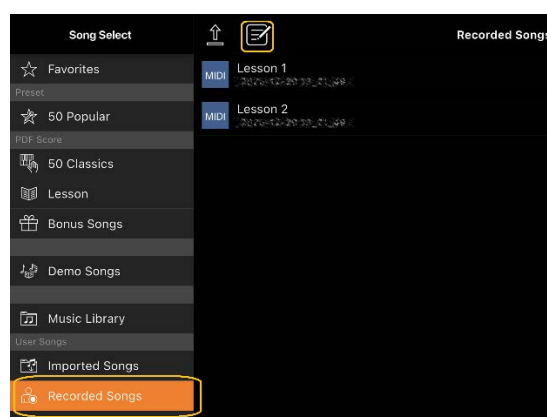 Song Select
Recorded Songs
Favorites
MIDI
Lesson 1
Preset
50 Popular
MIDI
Lesson 2
PDF Score
50 Classics
Lesson
Bonus Songs
Demo Songs
Music Library
User Songs
Imported Songs
Recorded Songs